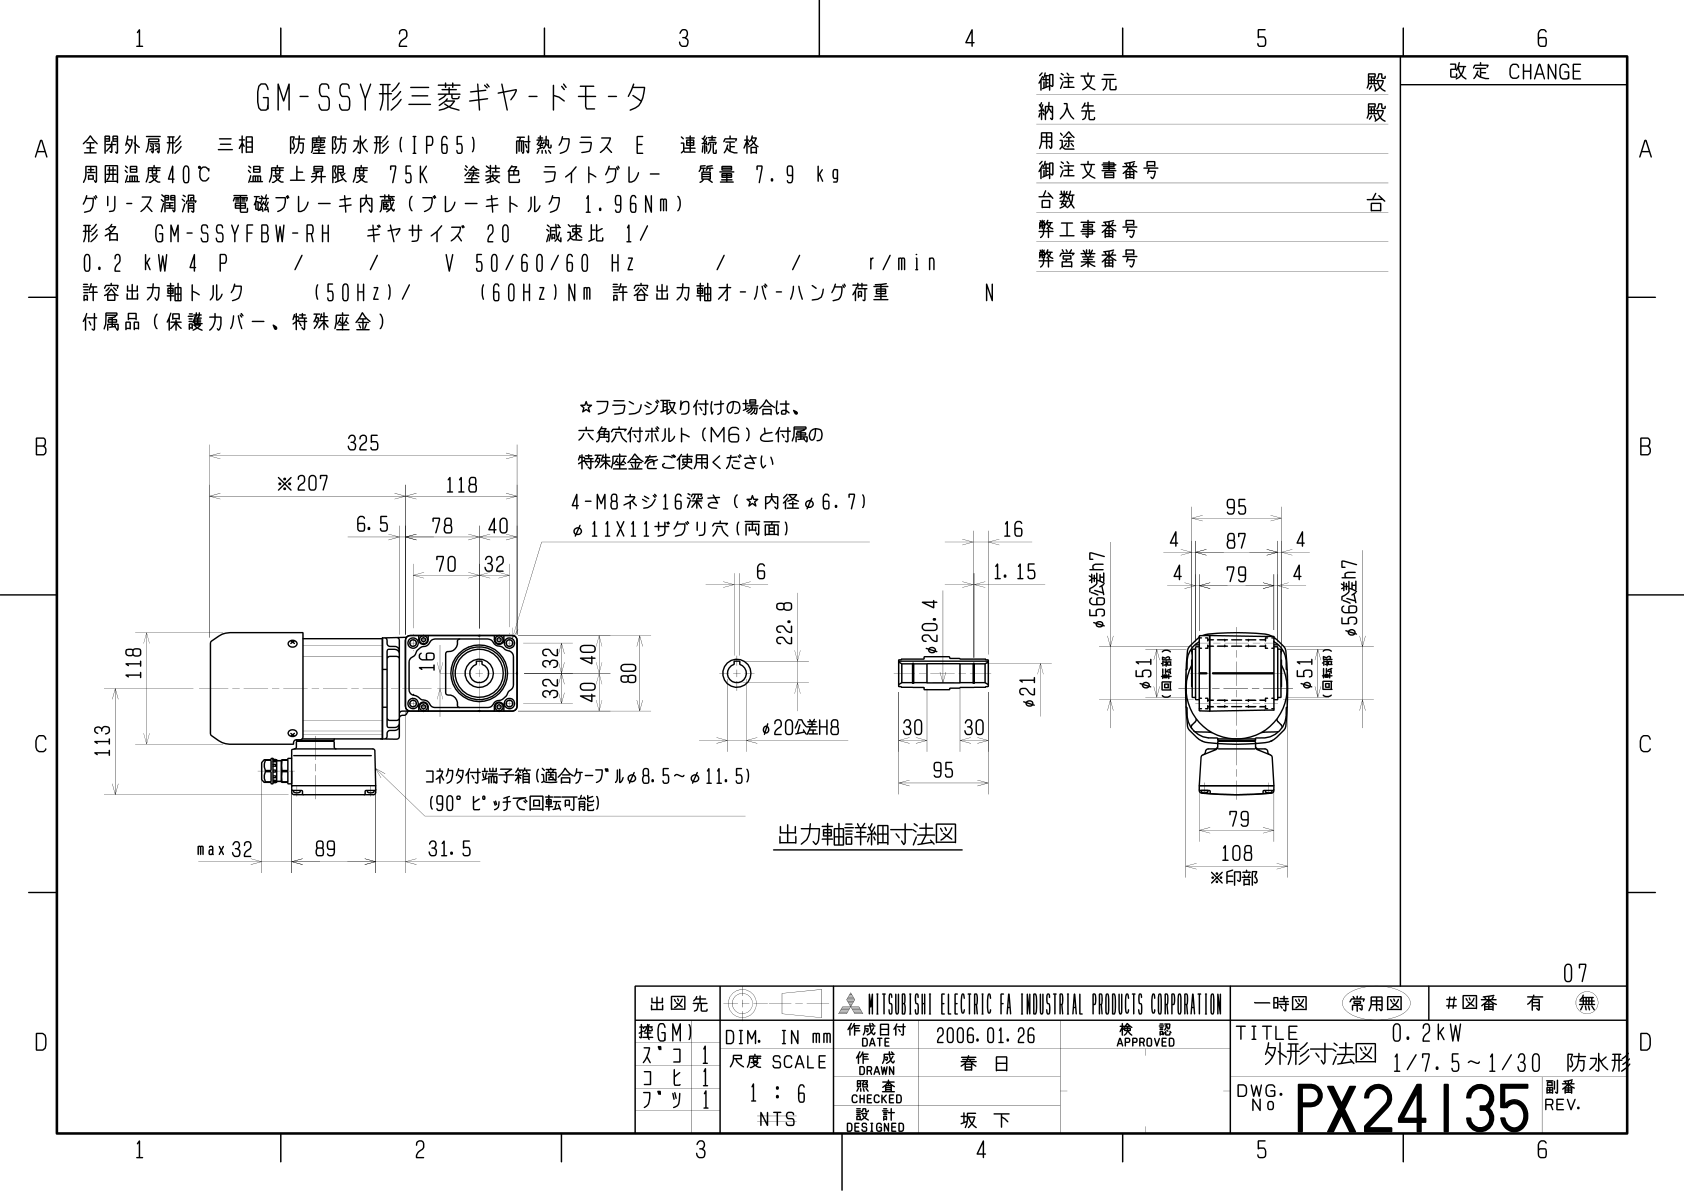 1 2 3 4 5 6
GM-SSY形三菱ギヤードモータ
全閉外扇形 三相 防塵防水形(IP65) 耐熱クラス E 連続定格
周囲温度40℃ 温度上昇限度 75K 塗装色 ライトグレー 質量 7.9 kg
グリース潤滑 電磁ブレーキ内蔵(ブレーキトルク 1.96Nm)
形名 GM-SSYFBW-RH ギヤサイズ 20 減速比 1/
0.2 kW 4 P / / V 50/60/60 Hz / / r/min
許容出力軸トルク (50Hz)/ (60Hz)Nm 許容出力軸オーバーハング荷重 N
付属品(保護カバー、特殊座金)
御注文元 殿
納入先 殿
用途
御注文書番号
台数 台
弊工事番号
弊営業番号
改定 CHANGE
A A
B B
C C
D D
☆フランジ取り付けの場合は、
六角穴付ボルト(M6)と付属の
特殊座金をご使用ください
4-M8ネジ16深さ(☆内径φ6.7)
φ11X11ザグリ穴(両面)
325
※207 118
6.5 78 40
70 32
118
113
16
32 40
32 40
80
max32 89 31.5
コネクタ付端子箱(適合ケーブルφ8.5~φ11.5)
(90°ピッチで回転可能)
6
22.8
φ20公差H8
16
1.15
φ20.4
φ21
30 30
95
出力軸詳細寸法図
95
4 87 4
4 79 4
φ56公差h7
φ56公差h7
φ51
(回転部)
φ51
(回転部)
79
108
※印部
07
出図先
MITSUBISHI ELECTRIC FA INDUSTRIAL PRODUCTS CORPORATION
一時図 常用図 #図番 有 無
GM)
スコ 1
コヒ 1
ブツ 1
DIM. IN mm
尺度 SCALE
1 : 6
NTS
作成日付
DATE
2006.01.26
検 認
APPROVED
作 成
DRAWN
春 日
照 査
CHECKED
設 計
DESIGNED
坂 下
TITLE 0.2kW
外形寸法図
1/7.5~1/30 防水形
DWG.
No
PX24135
副番
REV.
1 2 3 4 5 6